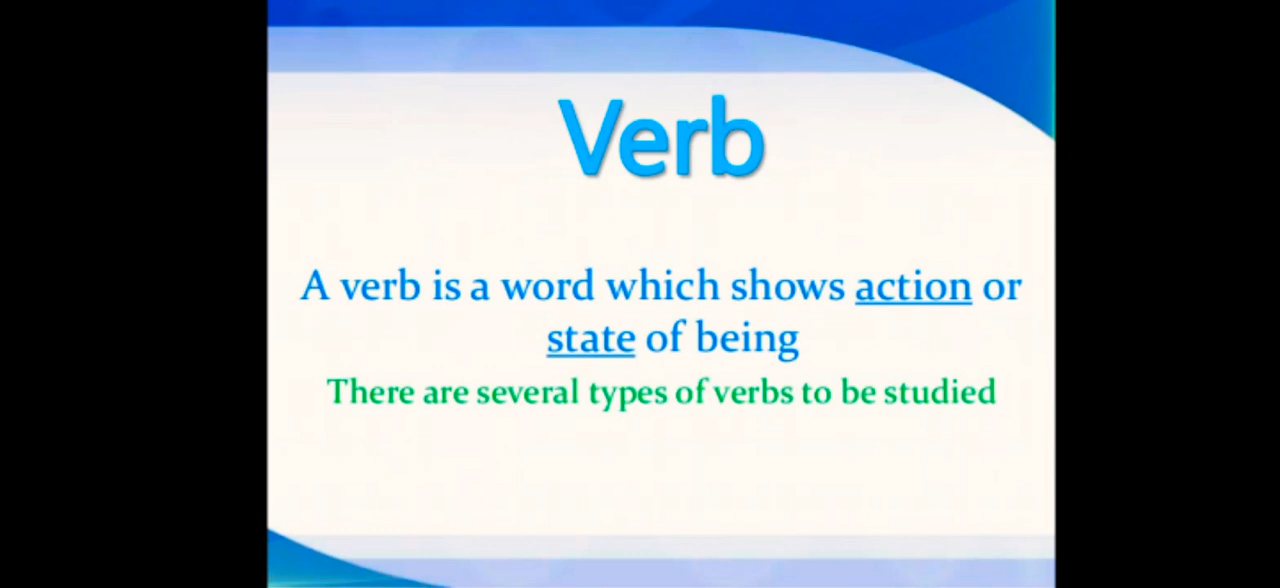 Verb
A verb is a word which shows action or
state of being
There are several types of verbs to be studied